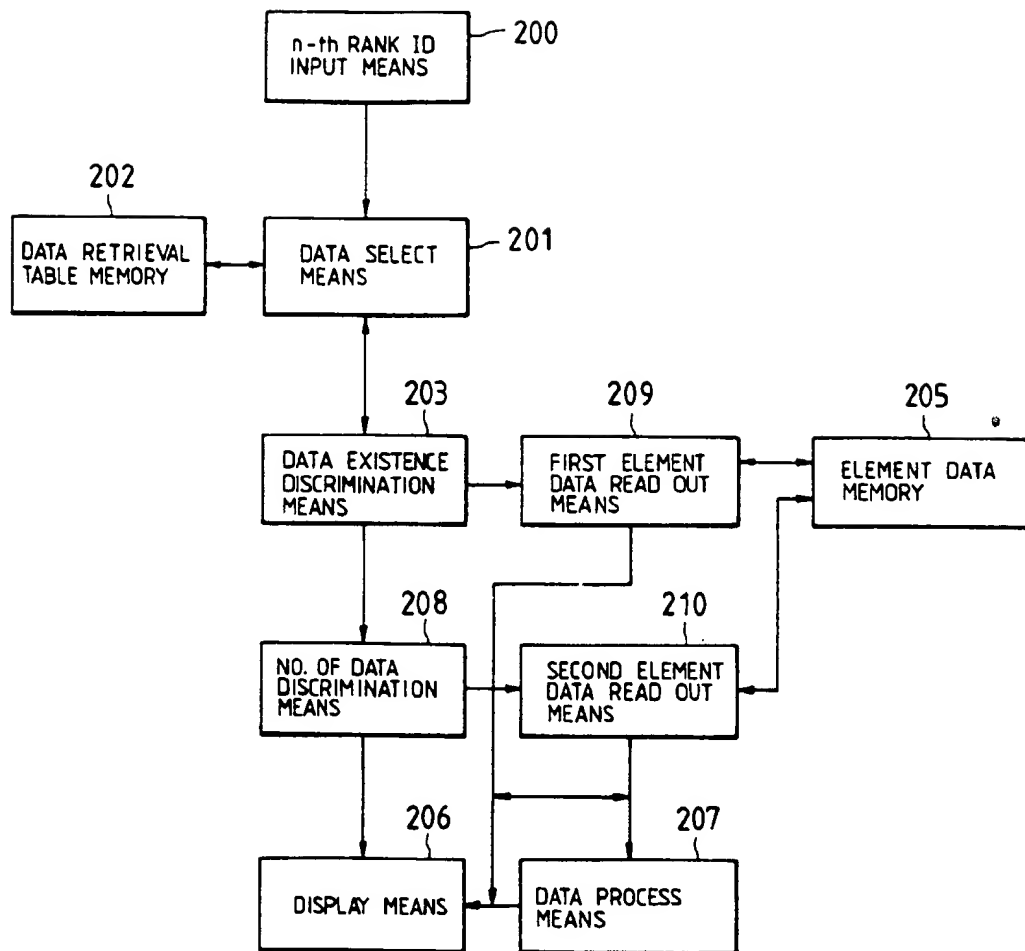 200
n-th RANK ID
INPUT MEANS
202
DATA RETRIEVAL
TABLE MEMORY
201
DATA SELECT
MEANS
203
DATA EXISTENCE
DISCRIMINATION
MEANS
209
FIRST ELEMENT
DATA READ OUT
MEANS
205
ELEMENT DATA
MEMORY
208
NO. OF DATA
DISCRIMINATION
MEANS
210
SECOND ELEMENT
DATA READ OUT
MEANS
206
DISPLAY MEANS
207
DATA PROCESS
MEANS